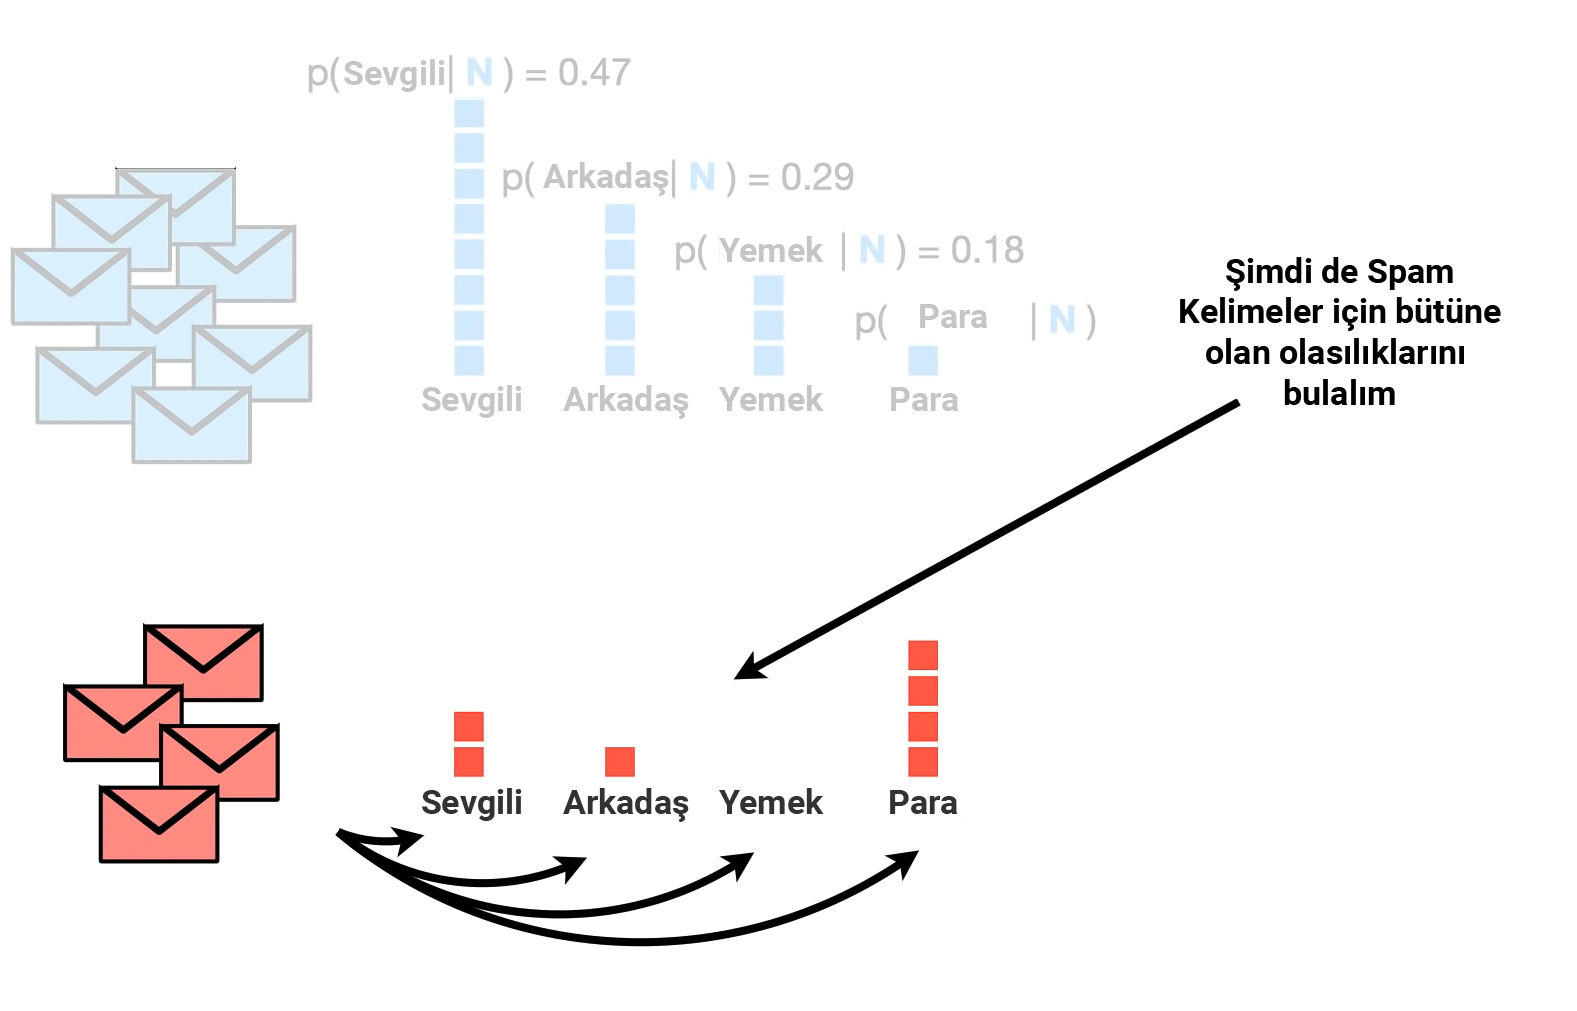 p(Sevgili| N ) = 0.47
p( Arkadaş| N ) = 0.29
p( Yemek | N ) = 0.18
p( Para | N )
Sevgili Arkadaş Yemek Para
Şimdi de Spam
Kelimeler için bütüne
olan olasılıklarını
bulalım
Sevgili Arkadaş Yemek Para